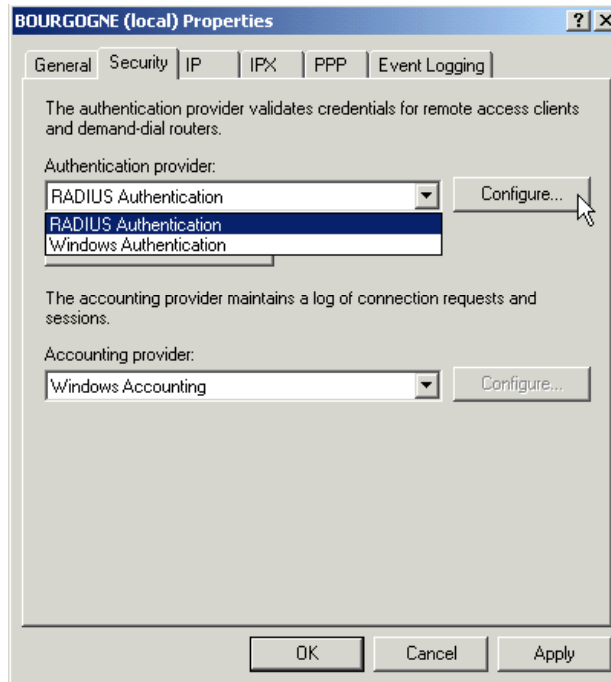 BOURGOGNE (local) Properties
General Security IP IPX PPP Event Logging
The authentication provider validates credentials for remote access clients
and demand-dial routers.
Authentication provider:
RADIUS Authentication
Configure...
RADIUS Authentication
Windows Authentication
The accounting provider maintains a log of connection requests and
sessions.
Accounting provider:
Windows Accounting
Configure...
OK Cancel Apply